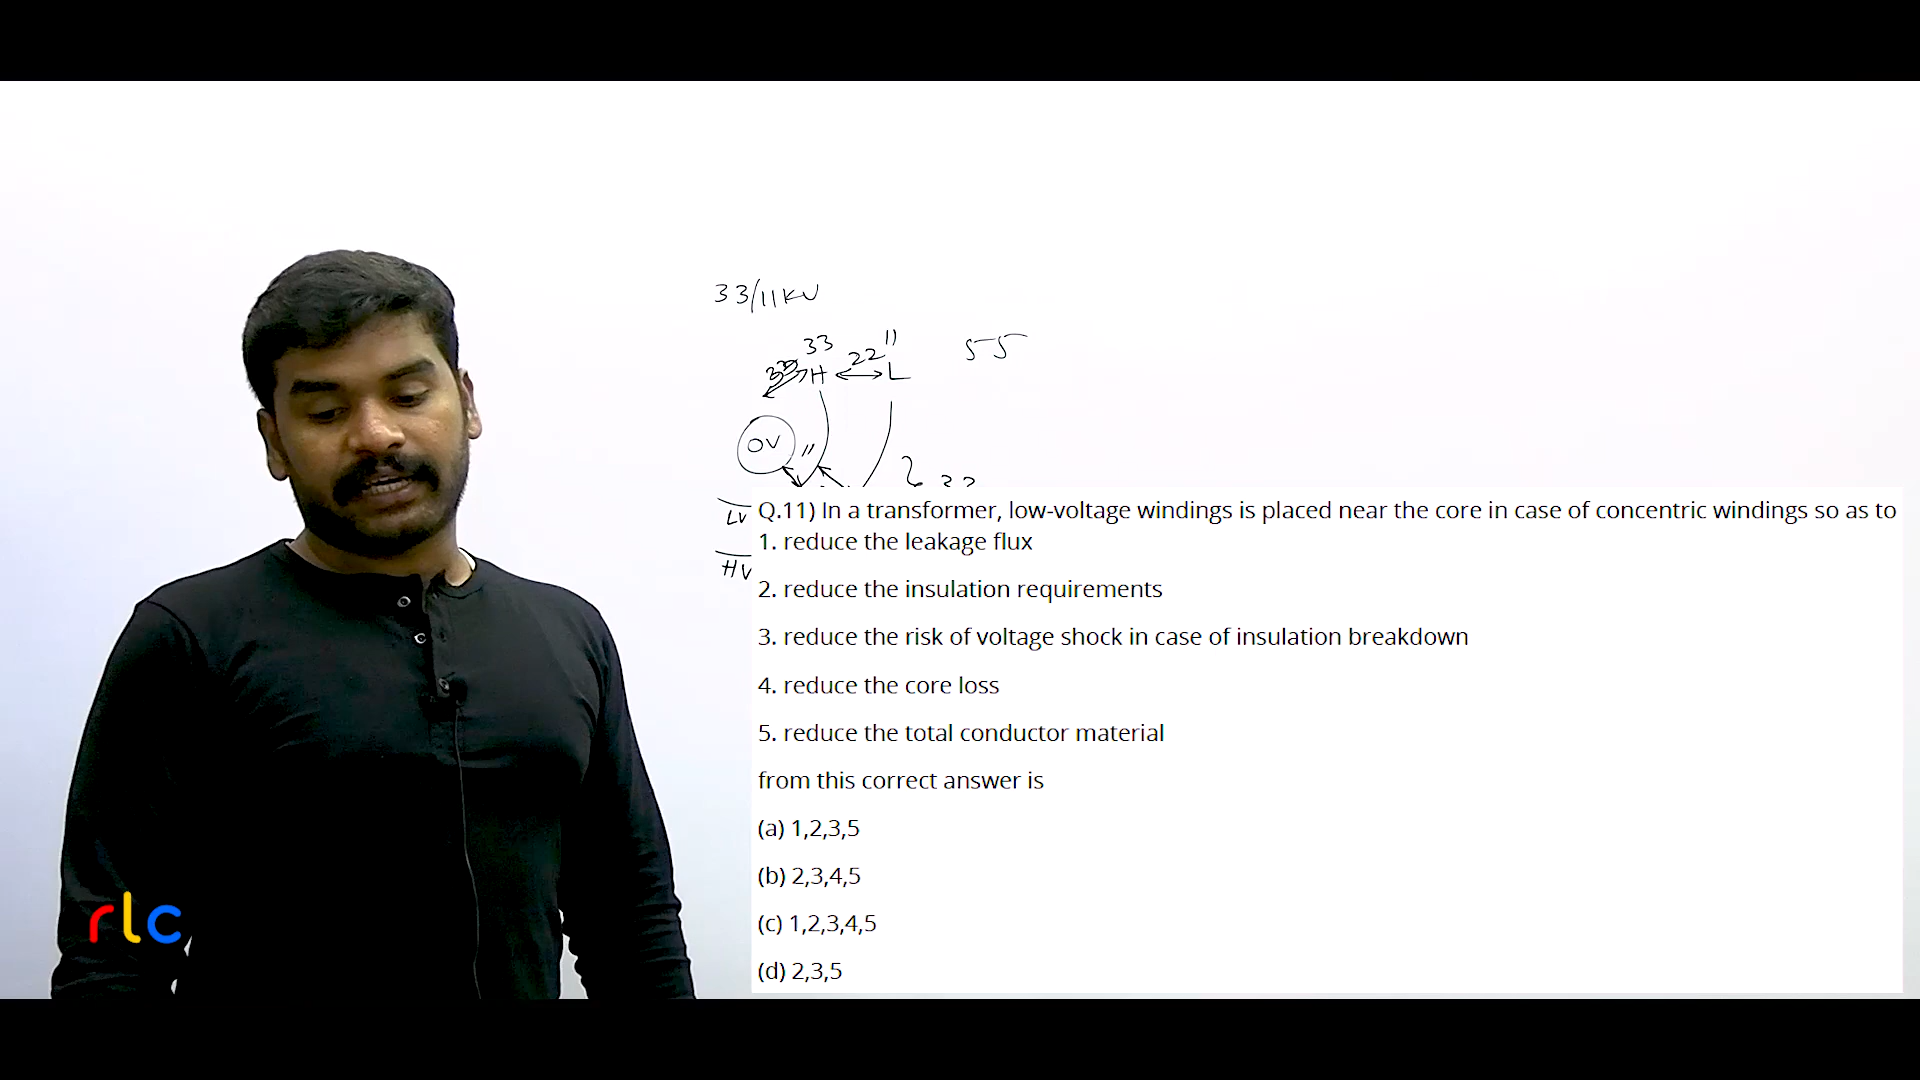 33/11KV
33 11
33 H 22 L 55
OV 11
LV
HV
Q.11) In a transformer, low-voltage windings is placed near the core in case of concentric windings so as to
1. reduce the leakage flux
2. reduce the insulation requirements
3. reduce the risk of voltage shock in case of insulation breakdown
4. reduce the core loss
5. reduce the total conductor material
from this correct answer is
(a) 1,2,3,5
(b) 2,3,4,5
(c) 1,2,3,4,5
(d) 2,3,5
rlc